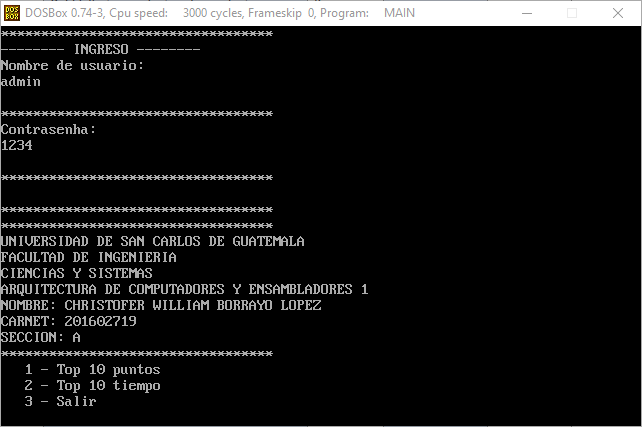 DOSBox 0.74-3, Cpu speed: 3000 cycles, Frameskip 0, Program: MAIN
**********************************
-------- INGRESO --------
Nombre de usuario:
admin
**********************************
Contrasenha:
1234
**********************************
**********************************
**********************************
UNIVERSIDAD DE SAN CARLOS DE GUATEMALA
FACULTAD DE INGENIERIA
CIENCIAS Y SISTEMAS
ARQUITECTURA DE COMPUTADORES Y ENSAMBLADORES 1
NOMBRE: CHRISTOFER WILLIAM BORRAYO LOPEZ
CARNET: 201602719
SECCION: A
**********************************
1 - Top 10 puntos
2 - Top 10 tiempo
3 - Salir